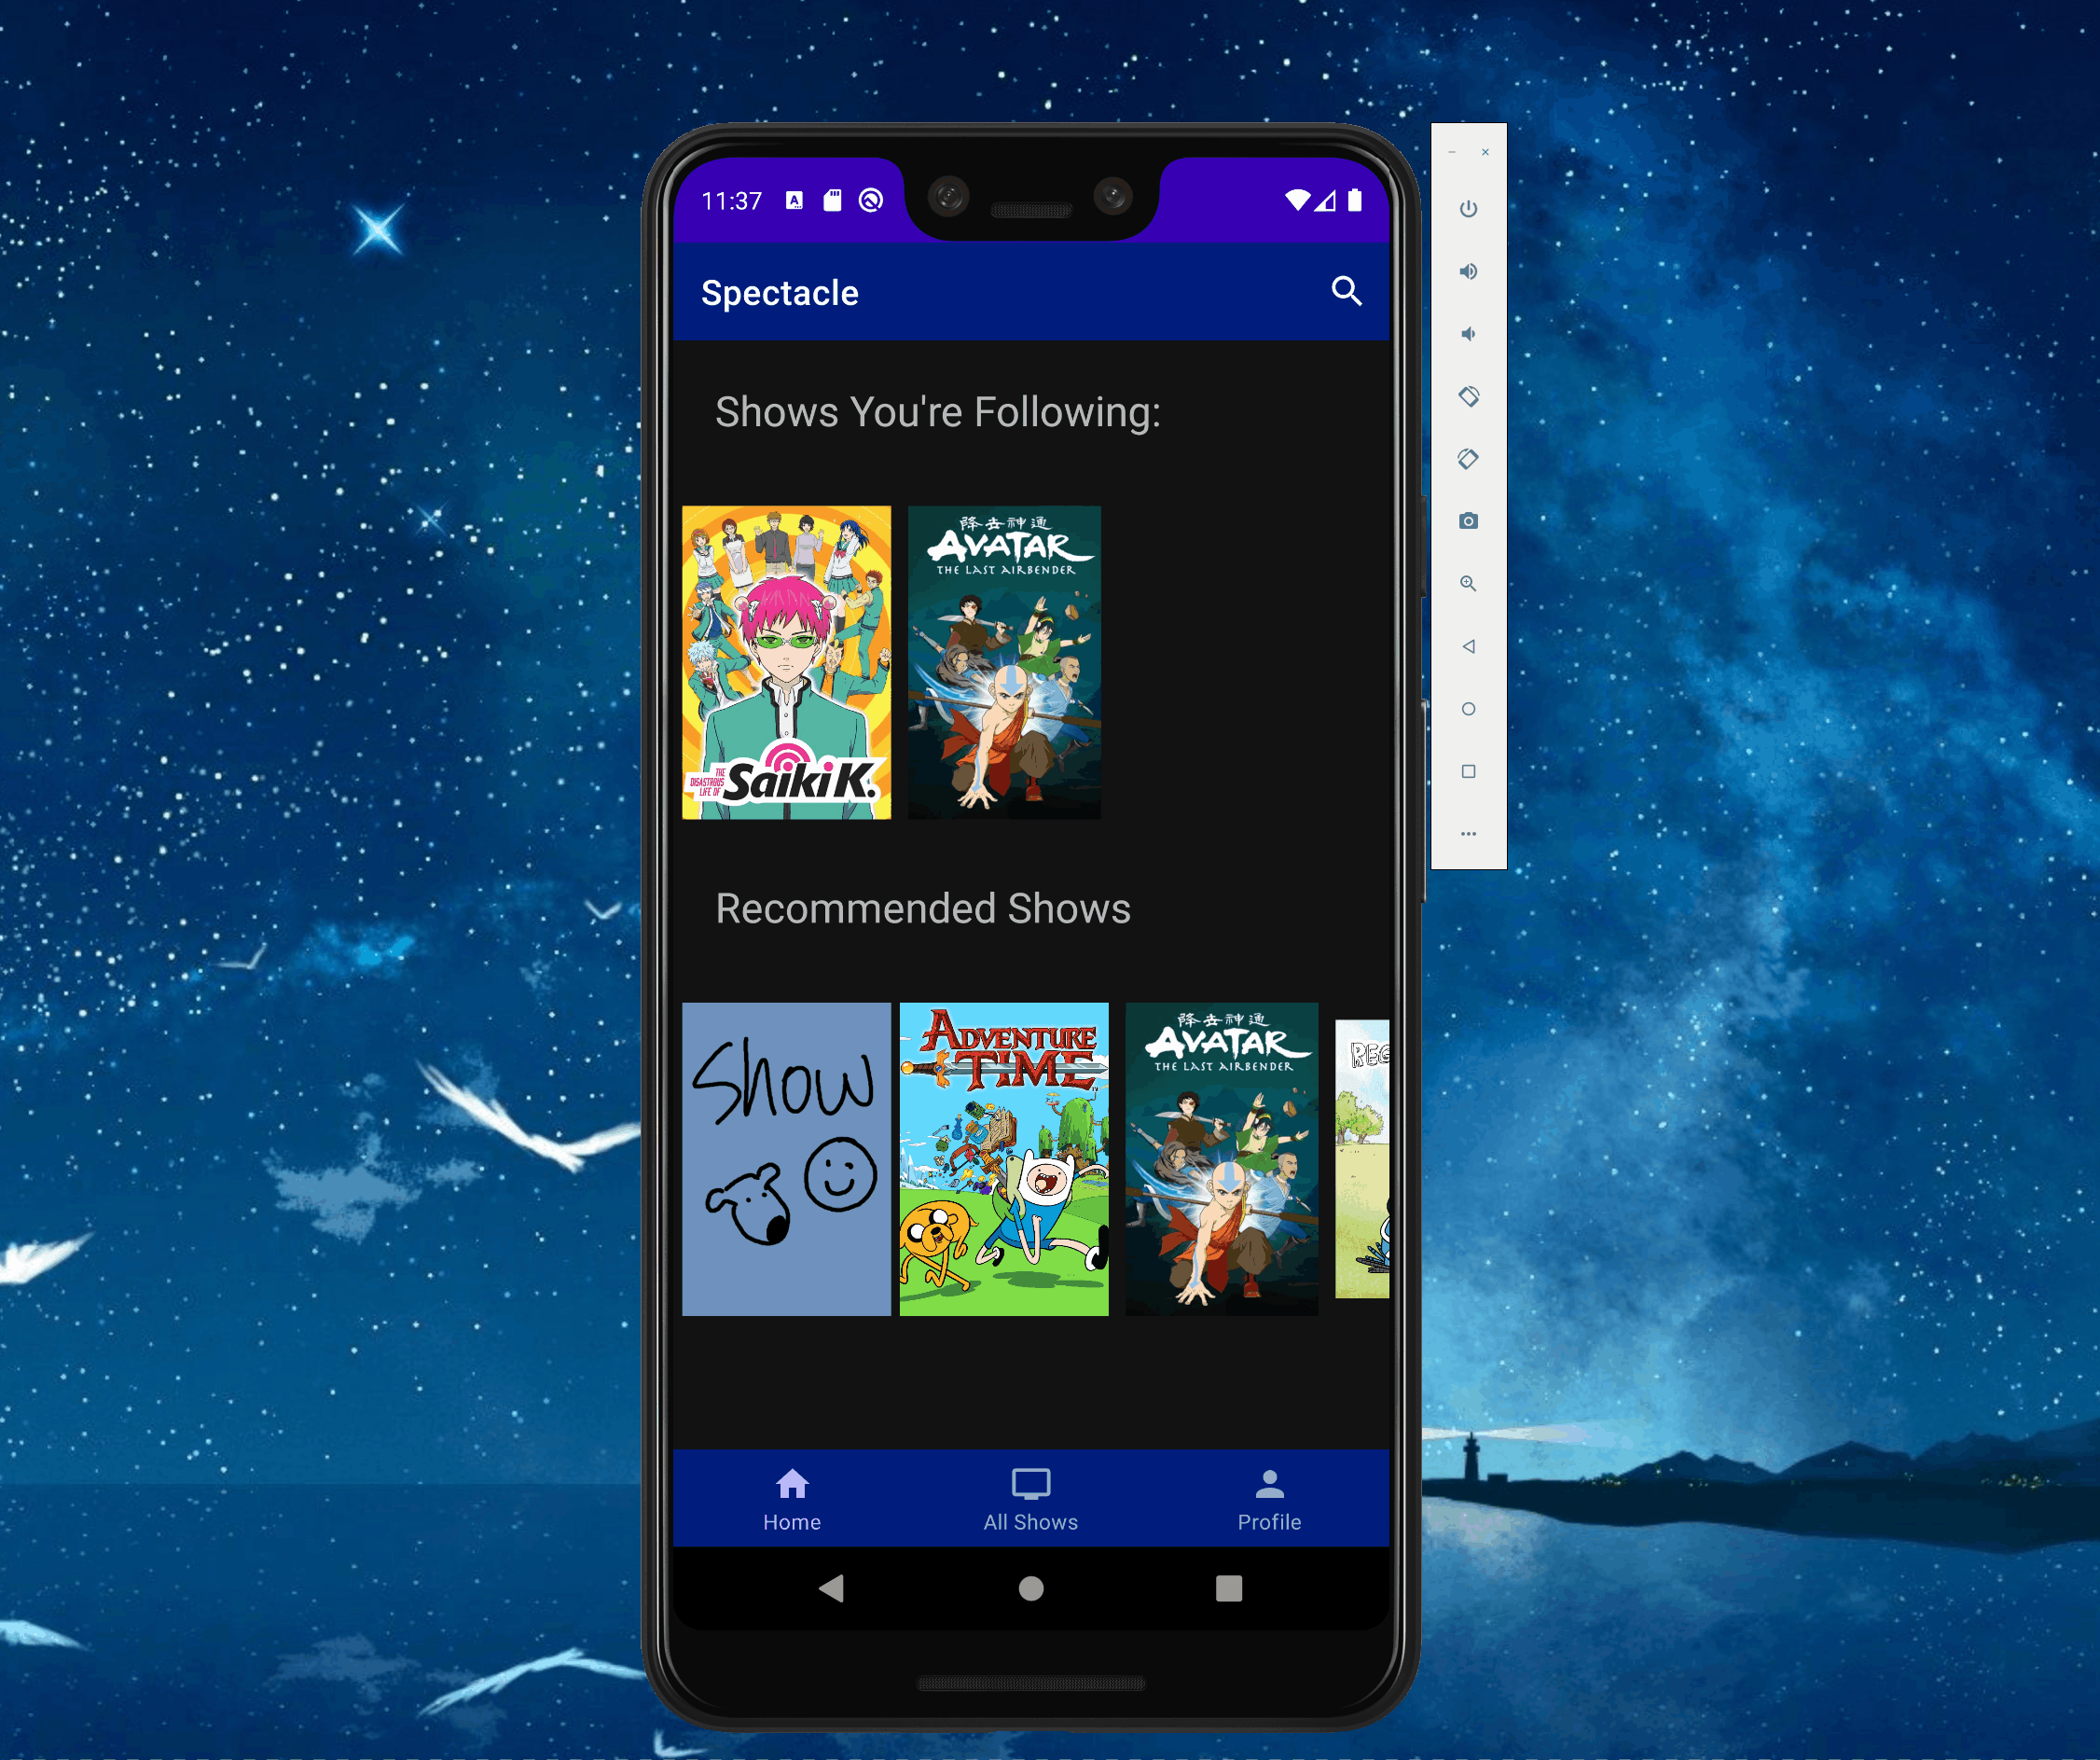 11:37
A
Spectacle
Shows You're Following:
THE
DISASTROUS
LIFE OF
Saiki K.
降去神通
AVATAR
THE LAST AIRBENDER
Recommended Shows
Show
ADVENTURE
TIME
降去神通
AVATAR
THE LAST AIRBENDER
REG
Home
All Shows
Profile